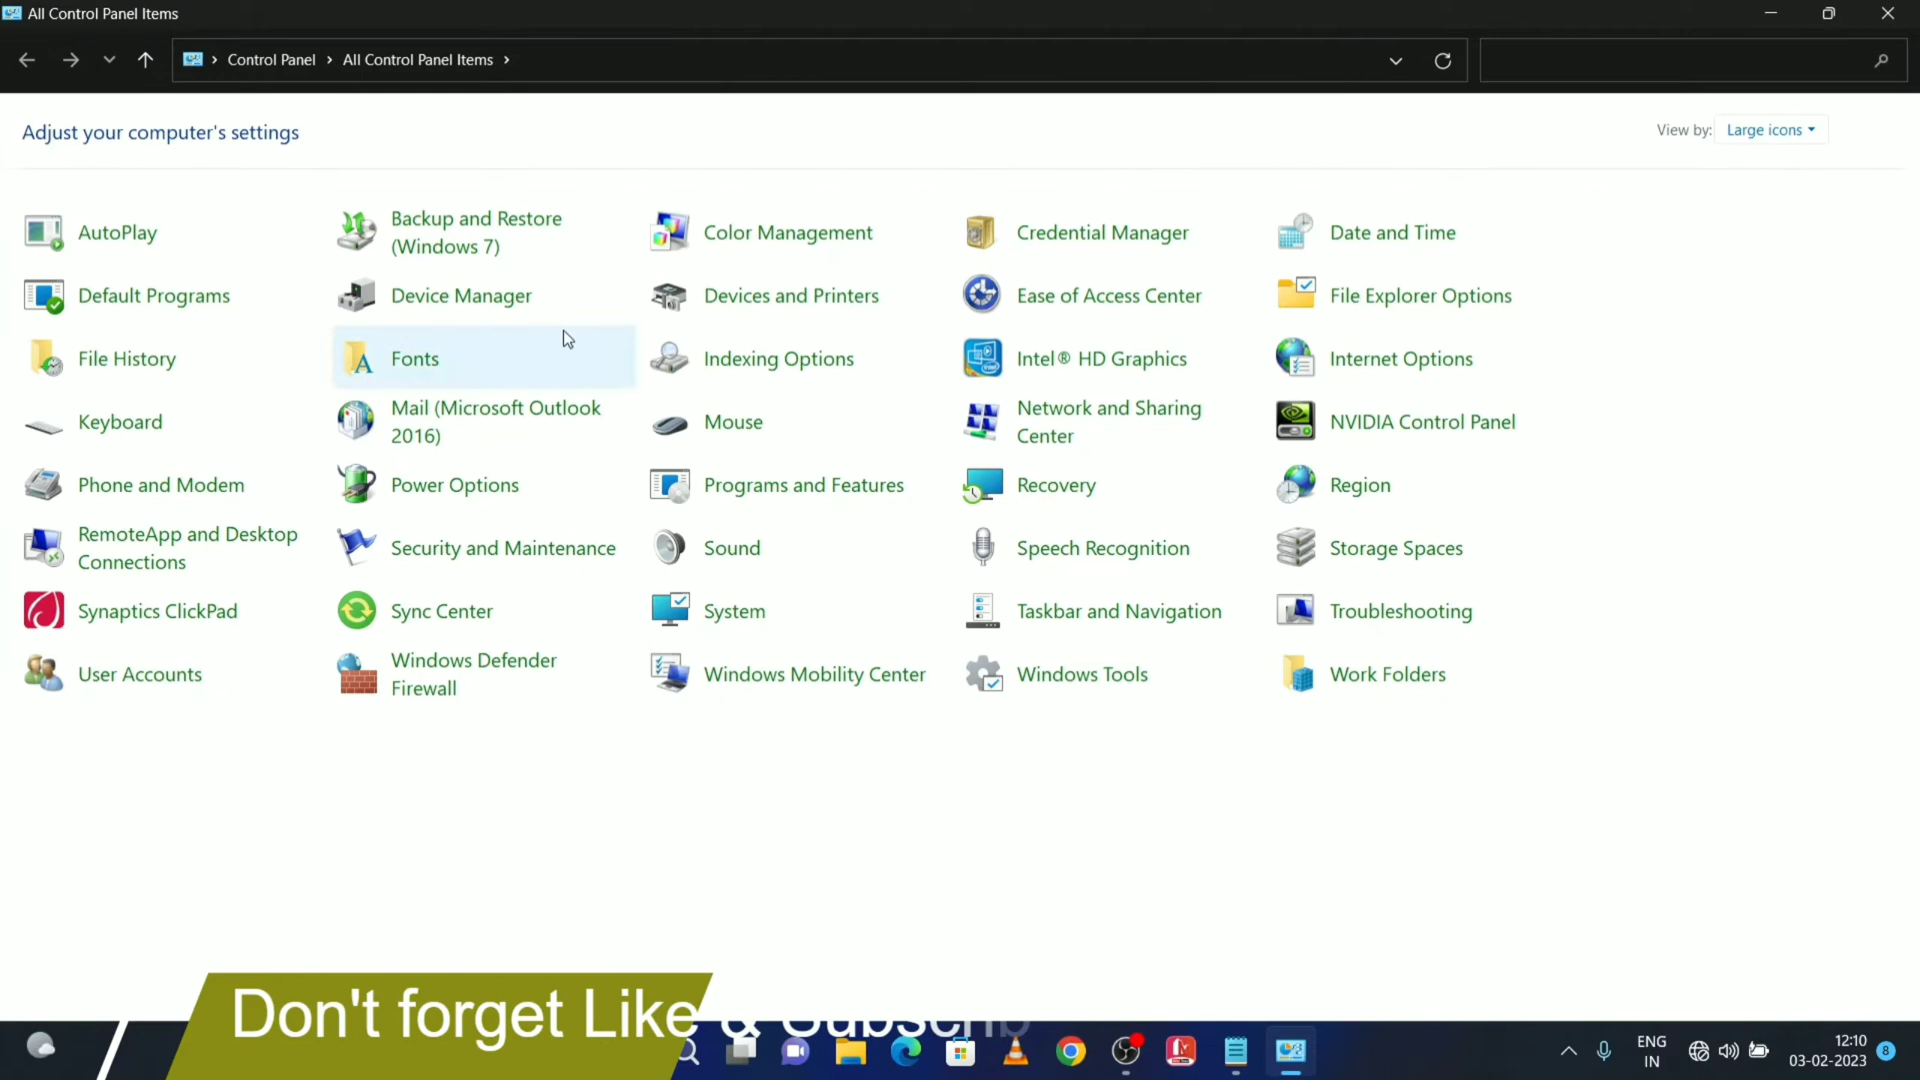 All Control Panel Items
Control Panel
All Control Panel Items
Adjust your computer's settings
View by:
Large icons
AutoPlay
Backup and Restore
(Windows 7)
Color Management
Credential Manager
Date and Time
Default Programs
Device Manager
Devices and Printers
Ease of Access Center
File Explorer Options
File History
Fonts
Indexing Options
Intel® HD Graphics
Internet Options
Keyboard
Mail (Microsoft Outlook
2016)
Mouse
Network and Sharing
Center
NVIDIA Control Panel
Phone and Modem
Power Options
Programs and Features
Recovery
Region
RemoteApp and Desktop
Connections
Security and Maintenance
Sound
Speech Recognition
Storage Spaces
Synaptics ClickPad
Sync Center
System
Taskbar and Navigation
Troubleshooting
User Accounts
Windows Defender
Firewall
Windows Mobility Center
Windows Tools
Work Folders
Don't forget Like &
ENG
IN
12:10
03-02-2023
8